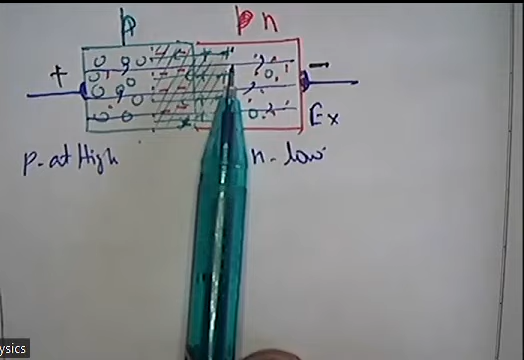 p n
p
+
-
Ex
p-at High
n- low
ysics